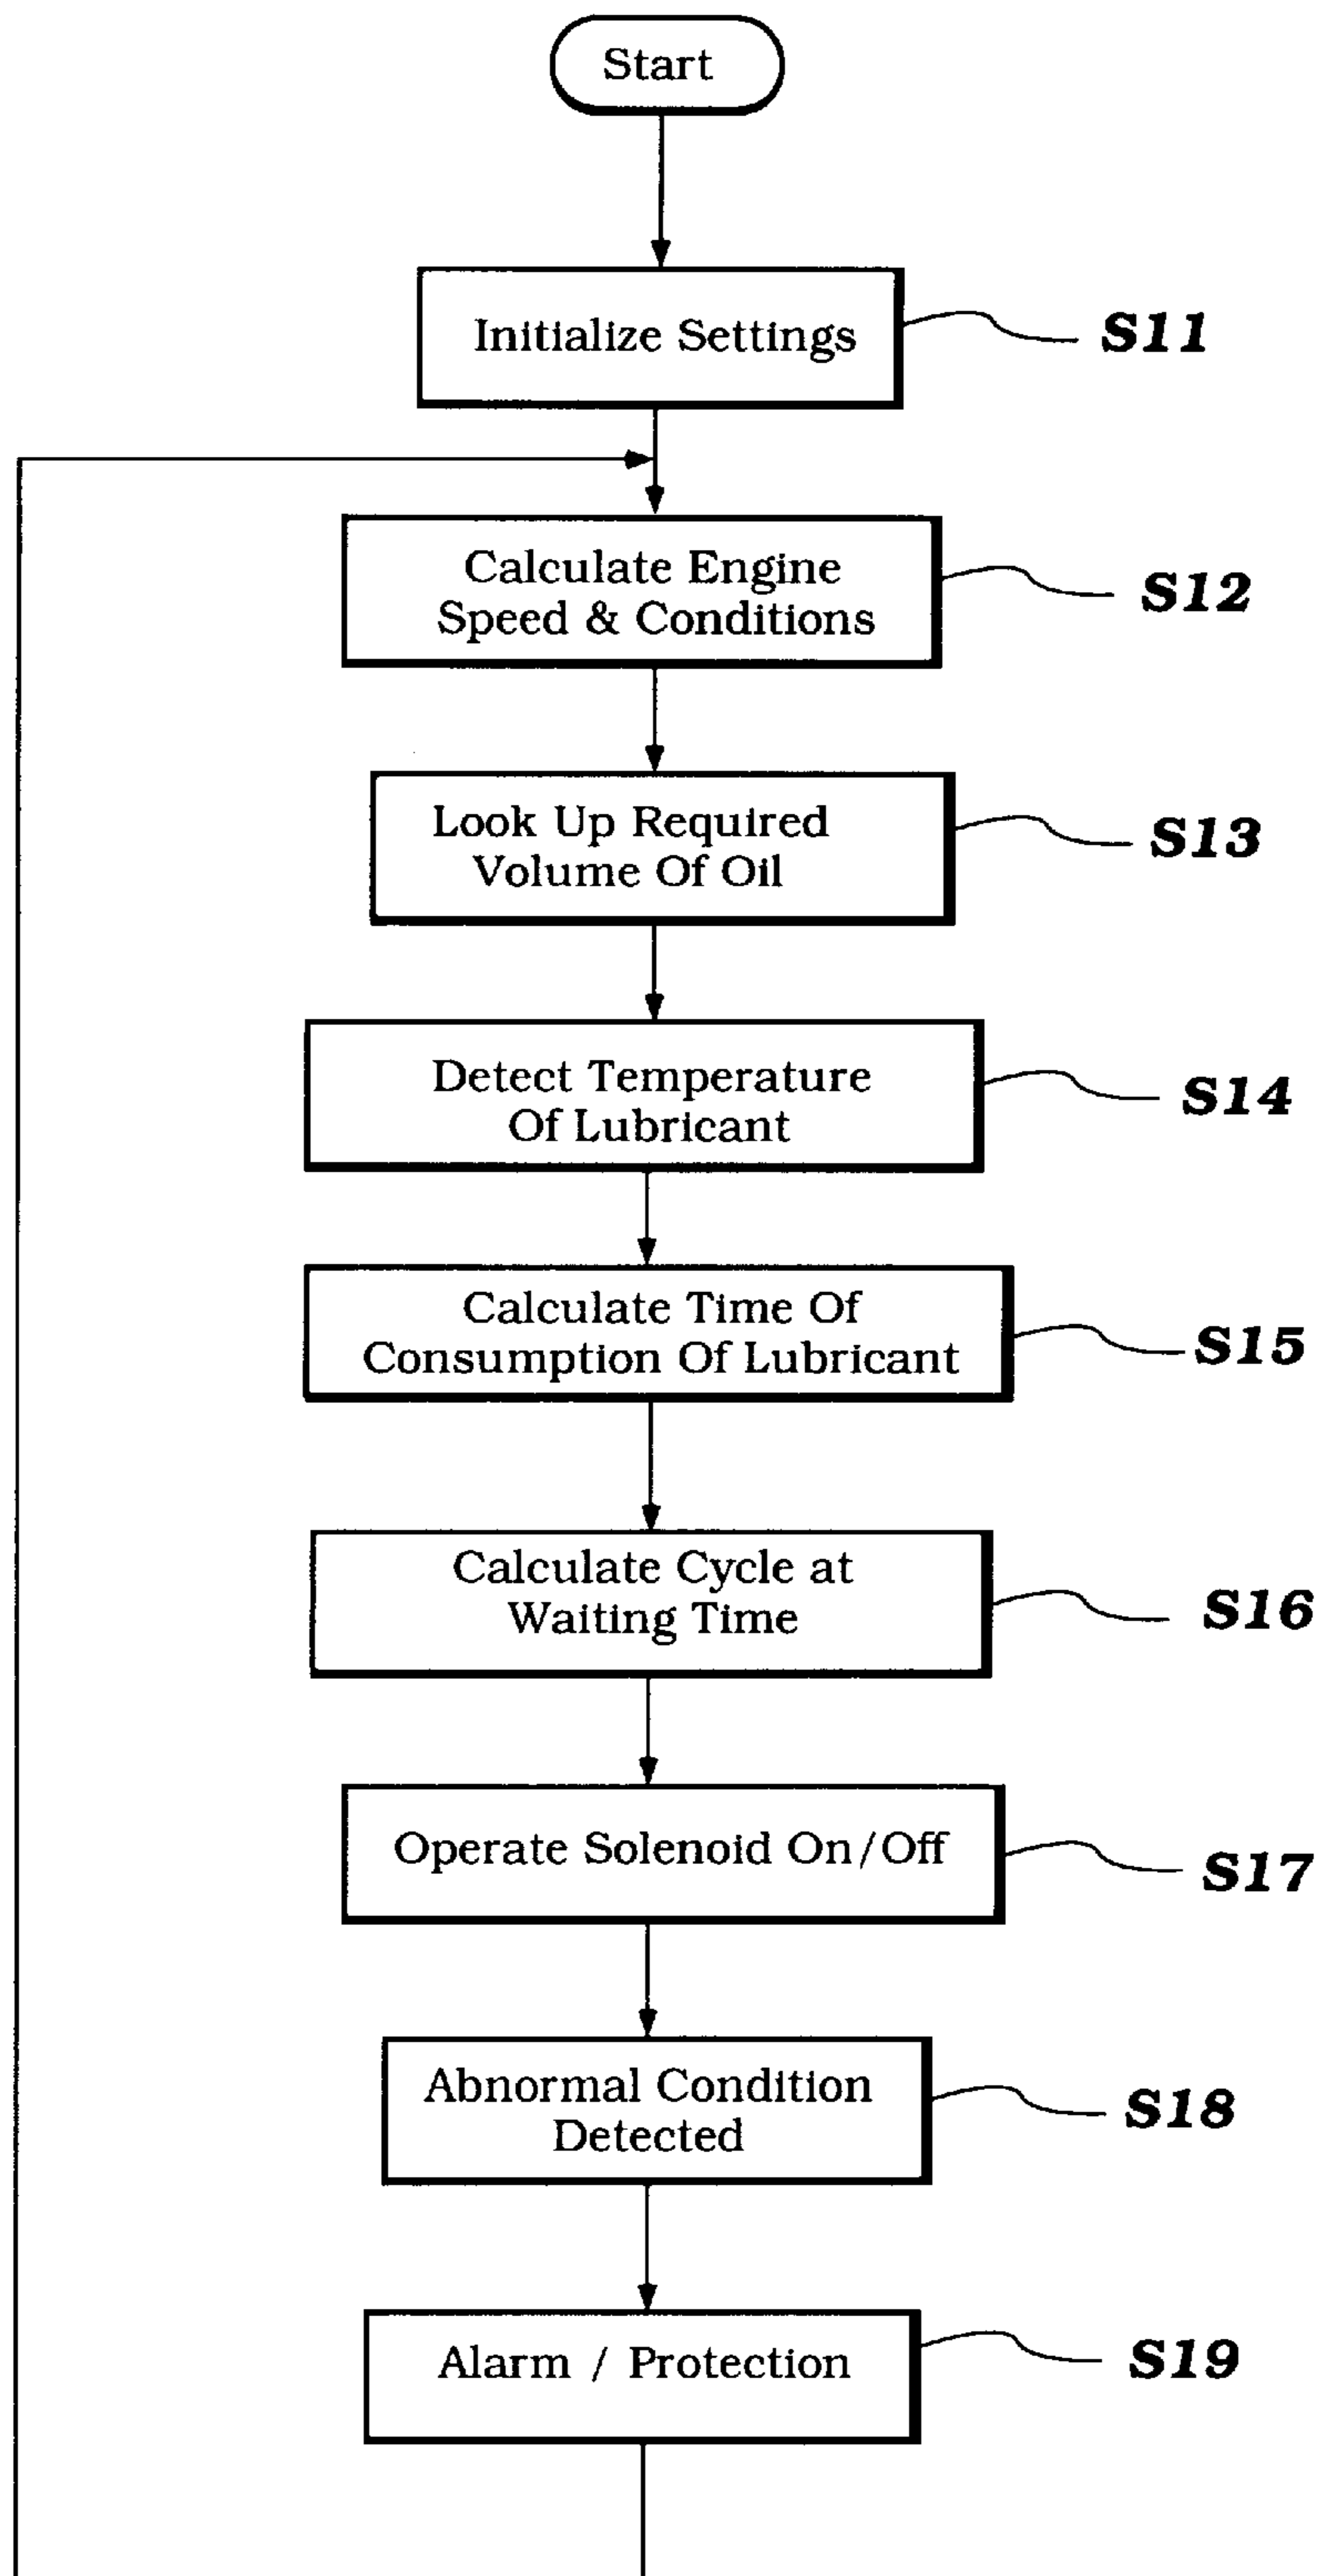 Start
Initialize Settings
S11
Calculate Engine
Speed & Conditions
S12
Look Up Required
Volume Of Oil
S13
Detect Temperature
Of Lubricant
S14
Calculate Time Of
Consumption Of Lubricant
S15
Calculate Cycle at
Waiting Time
S16
Operate Solenoid On/Off
S17
Abnormal Condition
Detected
S18
Alarm / Protection
S19